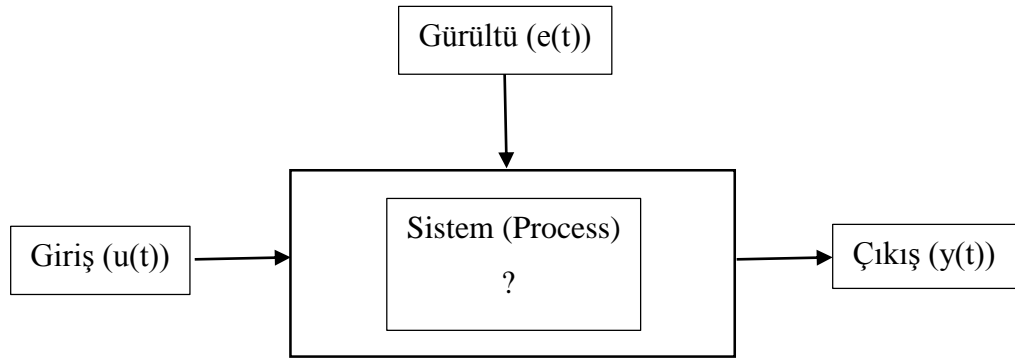 Gürültü (e(t))
Sistem (Process)
?
Giriş (u(t))
Çıkış (y(t))